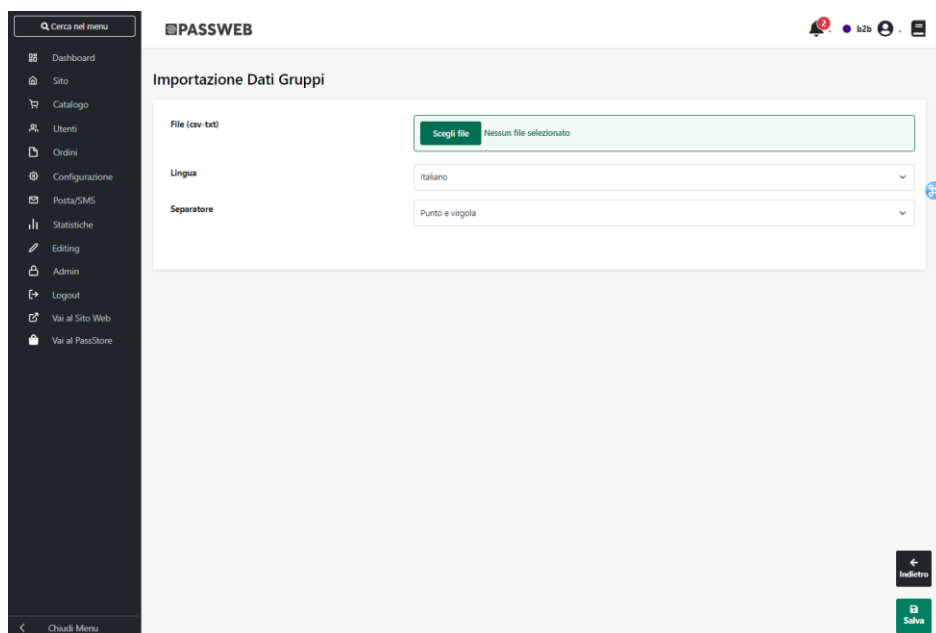 Cerca nel menu
PASSWEB
2
b2b
Dashboard
Sito
Catalogo
Utenti
Ordini
Configurazione
Posta/SMS
Statistiche
Editing
Admin
Logout
Vai al Sito Web
Vai al PassStore
Chiudi Menu
Importazione Dati Gruppi
File (csv-txt)
Scegli file Nessun file selezionato
Lingua
Italiano
Separatore
Punto e virgola
Indietro
Salva